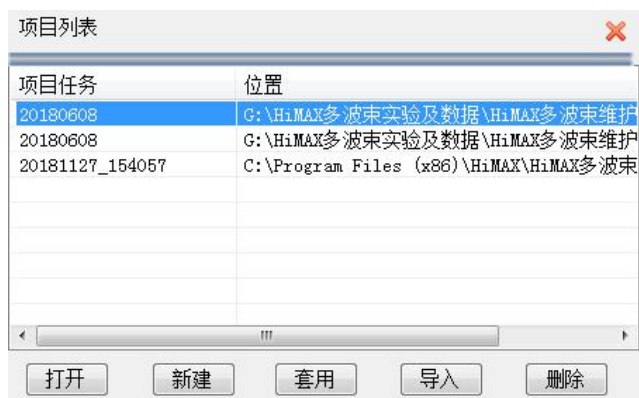 项目列表
项目任务 位置
20180608 G:\HiMAX多波束实验及数据\HiMAX多波束维护
20180608 G:\HiMAX多波束实验及数据\HiMAX多波束维护
20181127_154057 C:\Program Files (x86)\HiMAX\HiMAX多波束
打开 新建 套用 导入 删除